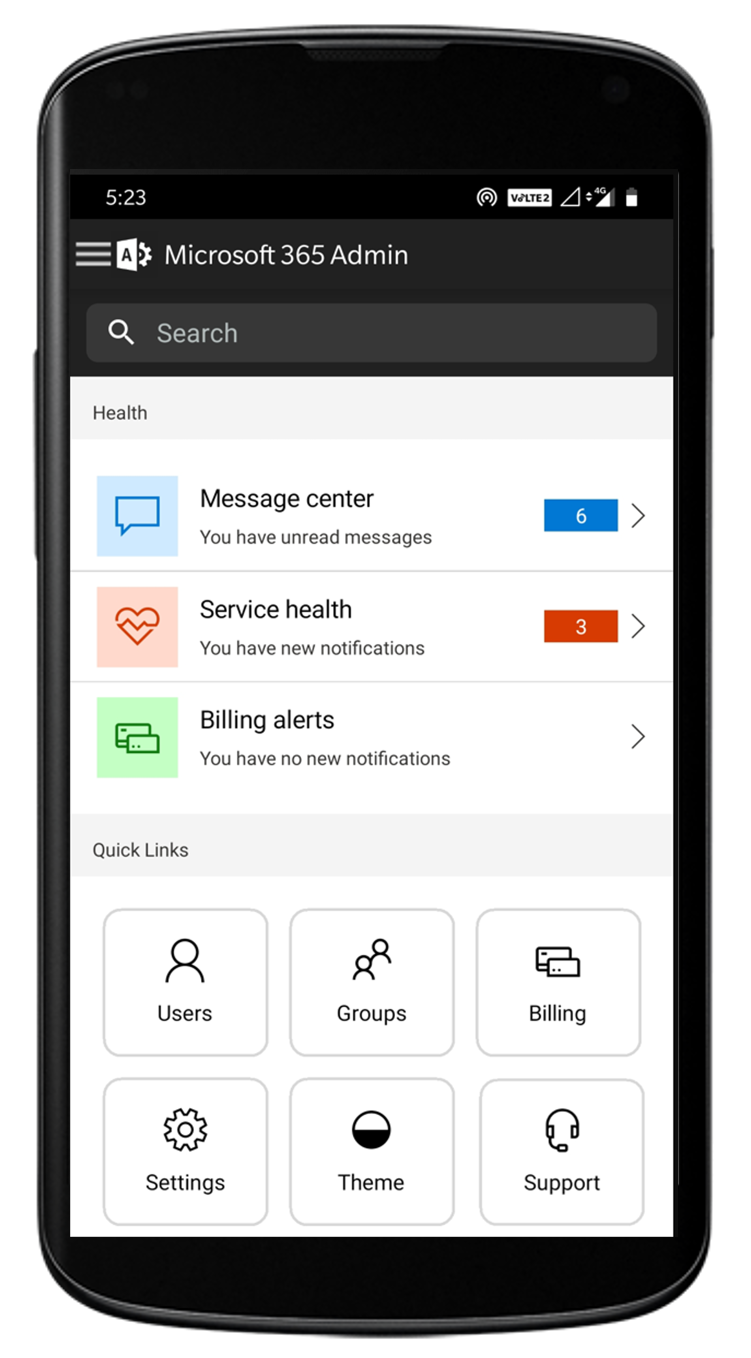 5:23 VoLTE2 4G
A Microsoft 365 Admin
Search
Health
Message center
6
You have unread messages
Service health
3
You have new notifications
Billing alerts
You have no new notifications
Quick Links
Users Groups Billing
Settings Theme Support